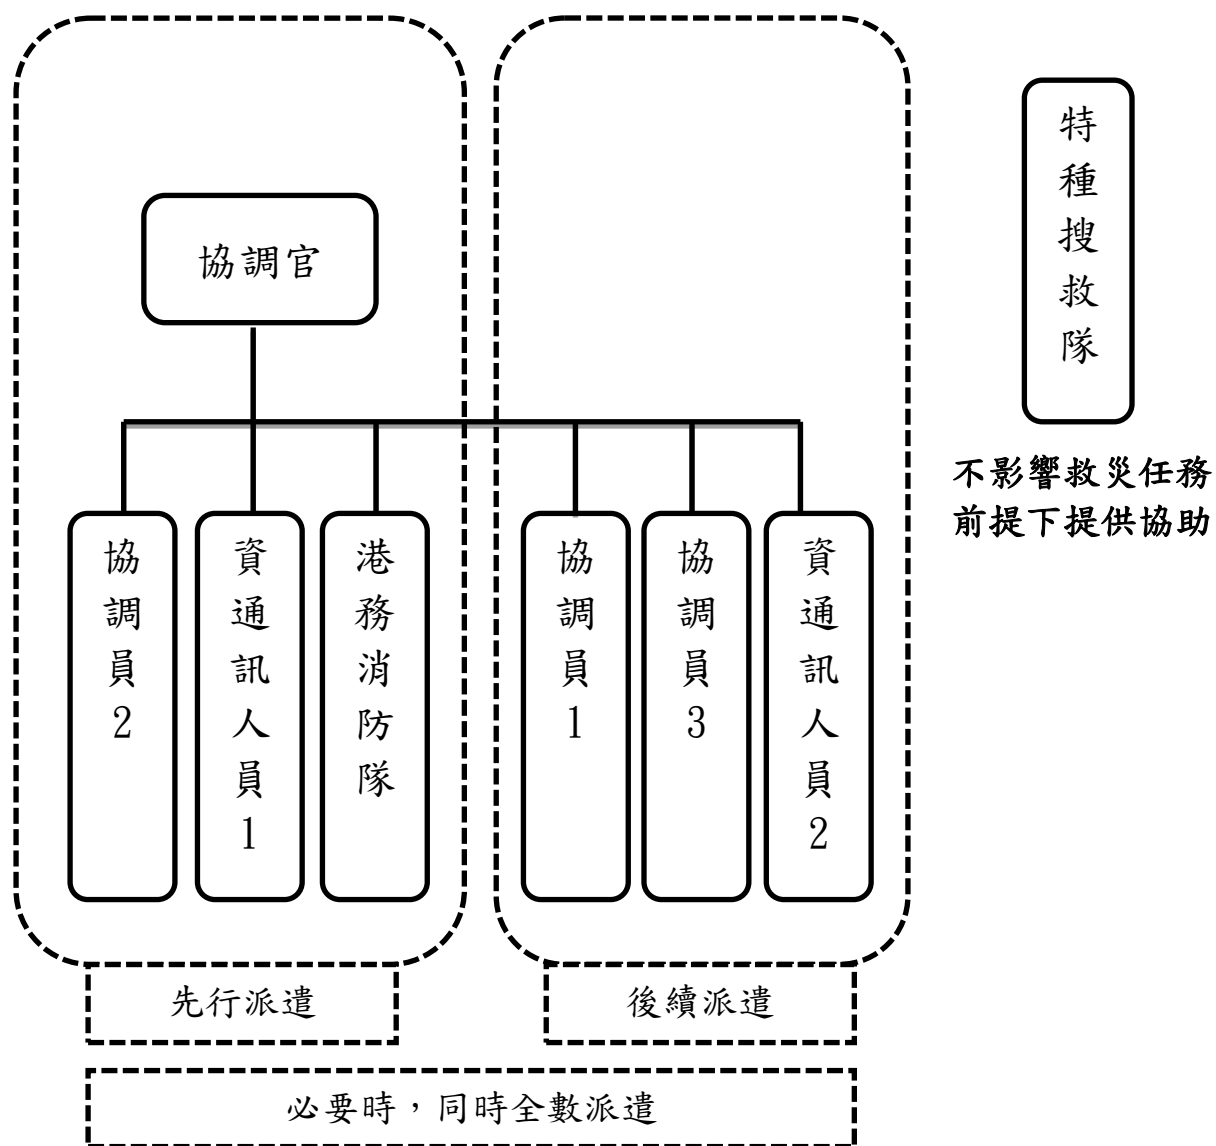 協調官
特種搜救隊
不影響救災任務
前提下提供協助
協調員2
資通訊人員1
港務消防隊
協調員1
協調員3
資通訊人員2
先行派遣
後續派遣
必要時，同時全數派遣